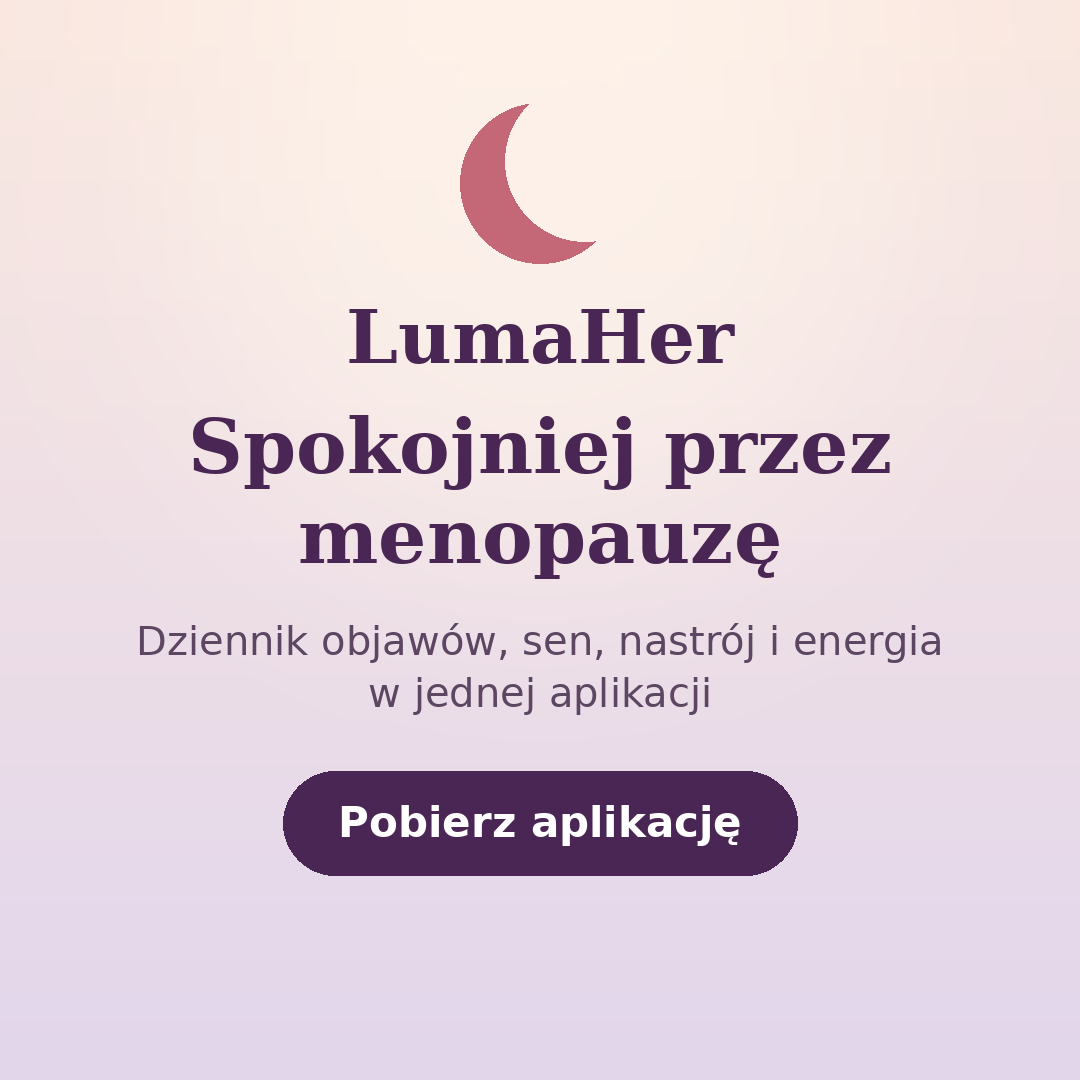 LumaHer
Spokojniej przez
menopauzę
Dziennik objawów, sen, nastrój i energia
w jednej aplikacji
Pobierz aplikację